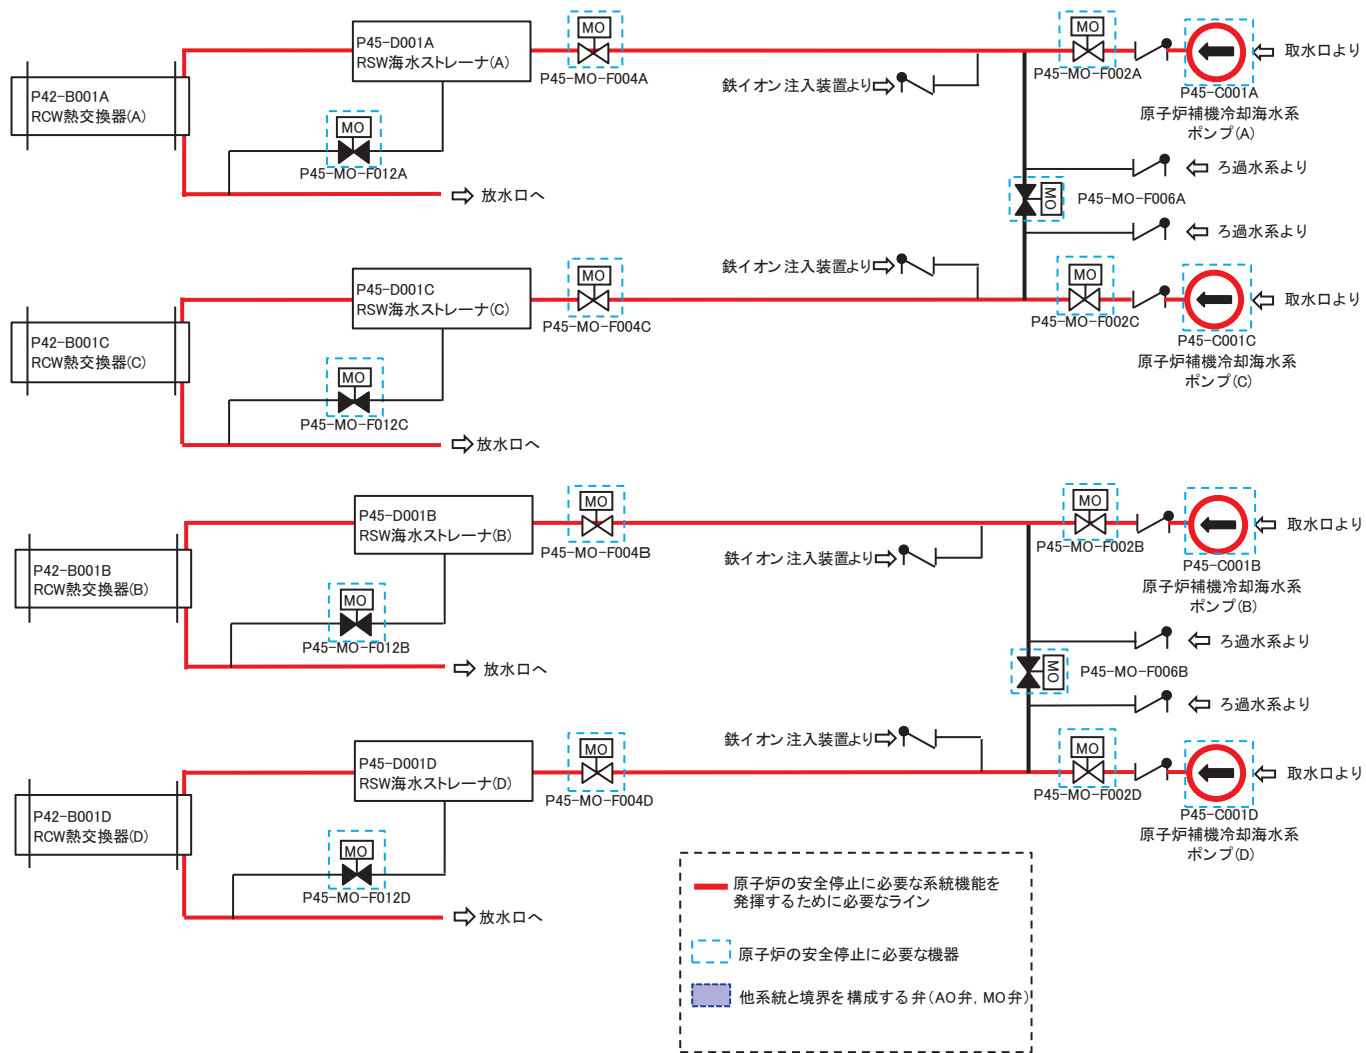 MO
P45-MO-F004A
P45-D001A
RSW海水ストレーナ(A)
P42-B001A
RCW熱交換器(A)
MO
P45-MO-F012A
放水口へ
鉄イオン注入装置より
MO
P45-MO-F002A
P45-C001A
原子炉補機冷却海水系
ポンプ(A)
取水口より
ろ過水系より
MO
P45-MO-F006A
ろ過水系より
P45-D001C
RSW海水ストレーナ(C)
MO
P45-MO-F004C
P42-B001C
RCW熱交換器(C)
MO
P45-MO-F012C
放水口へ
鉄イオン注入装置より
MO
P45-MO-F002C
P45-C001C
原子炉補機冷却海水系
ポンプ(C)
取水口より
P45-D001B
RSW海水ストレーナ(B)
MO
P45-MO-F004B
P42-B001B
RCW熱交換器(B)
MO
P45-MO-F012B
放水口へ
鉄イオン注入装置より
MO
P45-MO-F002B
P45-C001B
原子炉補機冷却海水系
ポンプ(B)
取水口より
ろ過水系より
MO
P45-MO-F006B
ろ過水系より
P45-D001D
RSW海水ストレーナ(D)
MO
P45-MO-F004D
P42-B001D
RCW熱交換器(D)
MO
P45-MO-F012D
放水口へ
鉄イオン注入装置より
MO
P45-MO-F002D
P45-C001D
原子炉補機冷却海水系
ポンプ(D)
取水口より
原子炉の安全停止に必要な系統機能を
発揮するために必要なライン
原子炉の安全停止に必要な機器
他系統と境界を構成する弁(AO弁, MO弁)